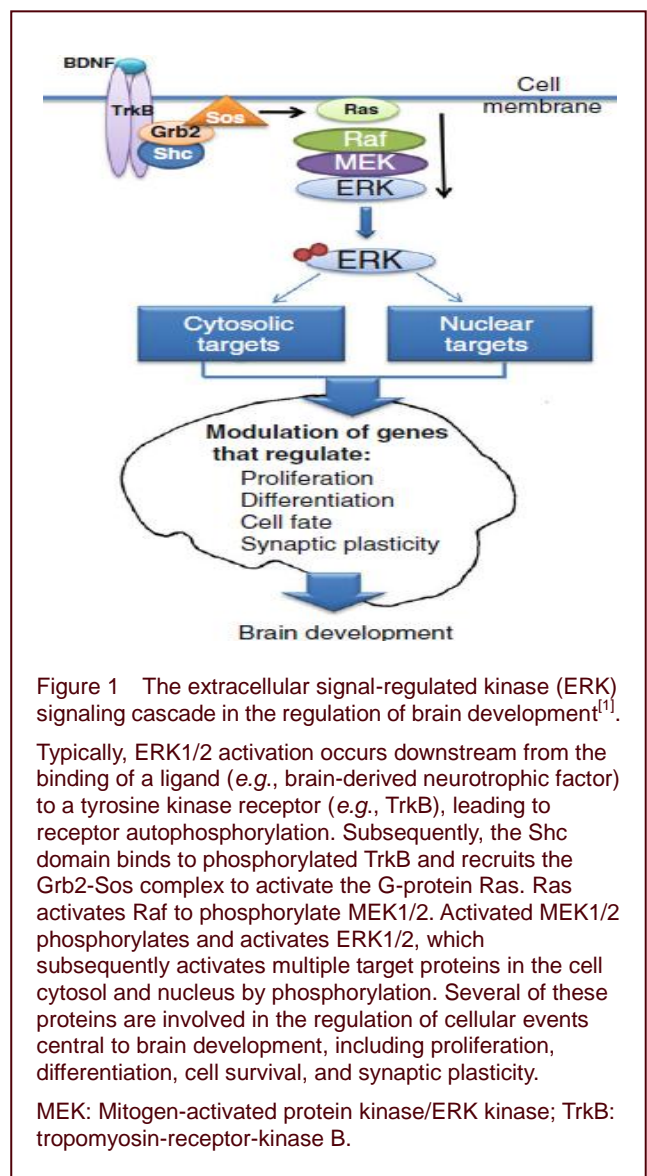 BDNF
TrkB
Grb2
Shc
Sos
Ras
Cell
membrane
Raf
MEK
ERK
ERK
Cytosolic
targets
Nuclear
targets
Modulation of genes
that regulate:
Proliferation
Differentiation
Cell fate
Synaptic plasticity
Brain development
Figure 1 The extracellular signal-regulated kinase (ERK)
signaling cascade in the regulation of brain development[1].
Typically, ERK1/2 activation occurs downstream from the
binding of a ligand (e.g., brain-derived neurotrophic factor)
to a tyrosine kinase receptor (e.g., TrkB), leading to
receptor autophosphorylation. Subsequently, the Shc
domain binds to phosphorylated TrkB and recruits the
Grb2-Sos complex to activate the G-protein Ras. Ras
activates Raf to phosphorylate MEK1/2. Activated MEK1/2
phosphorylates and activates ERK1/2, which
subsequently activates multiple target proteins in the cell
cytosol and nucleus by phosphorylation. Several of these
proteins are involved in the regulation of cellular events
central to brain development, including proliferation,
differentiation, cell survival, and synaptic plasticity.
MEK: Mitogen-activated protein kinase/ERK kinase; TrkB:
tropomyosin-receptor-kinase B.